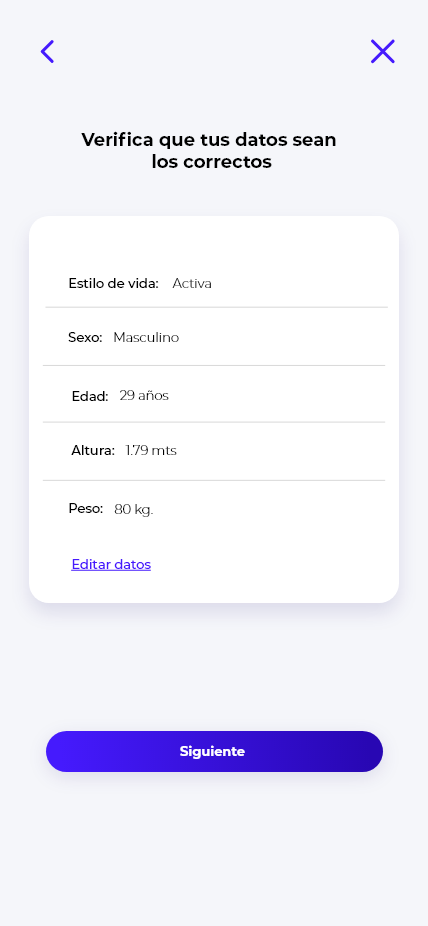 Verifica que tus datos sean
los correctos
Estilo de vida: Activa
Sexo: Masculino
Edad: 29 años
Altura: 1.79 mts
Peso: 80 kg.
Editar datos
Siguiente